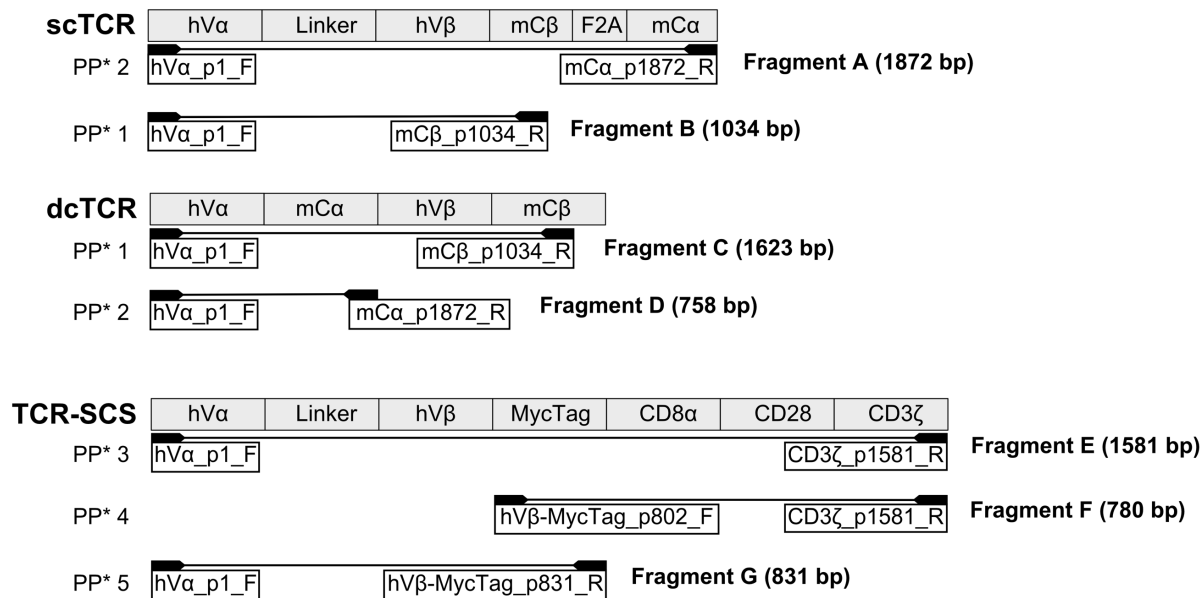 scTCR hVα Linker hVβ mCβ F2A mCα
PP* 2 hVα_p1_F mCα_p1872_R Fragment A (1872 bp)
PP* 1 hVα_p1_F mCβ_p1034_R Fragment B (1034 bp)
dcTCR hVα mCα hVβ mCβ
PP* 1 hVα_p1_F mCβ_p1034_R Fragment C (1623 bp)
PP* 2 hVα_p1_F mCα_p1872_R Fragment D (758 bp)
TCR-SCS hVα Linker hVβ MycTag CD8α CD28 CD3ζ
PP* 3 hVα_p1_F CD3ζ_p1581_R Fragment E (1581 bp)
PP* 4 hVβ-MycTag_p802_F CD3ζ_p1581_R Fragment F (780 bp)
PP* 5 hVα_p1_F hVβ-MycTag_p831_R Fragment G (831 bp)